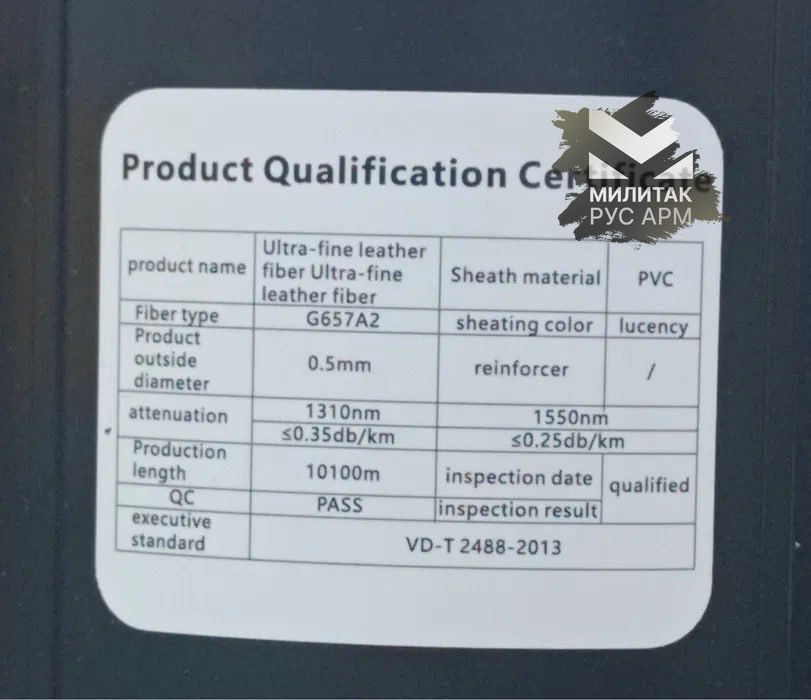 Product Qualification Certificate
МИЛИТАК
РУС АРМ
product name
Ultra-fine leather
fiber Ultra-fine
leather fiber
Sheath material
PVC
Fiber type
G657A2
sheating color
lucency
Product
outside
diameter
0.5mm
reinforcer
/
attenuation
1310nm
1550nm
≤0.35db/km
≤0.25db/km
Production
length
10100m
inspection date
qualified
QC
PASS
inspection result
executive
standard
VD-T 2488-2013